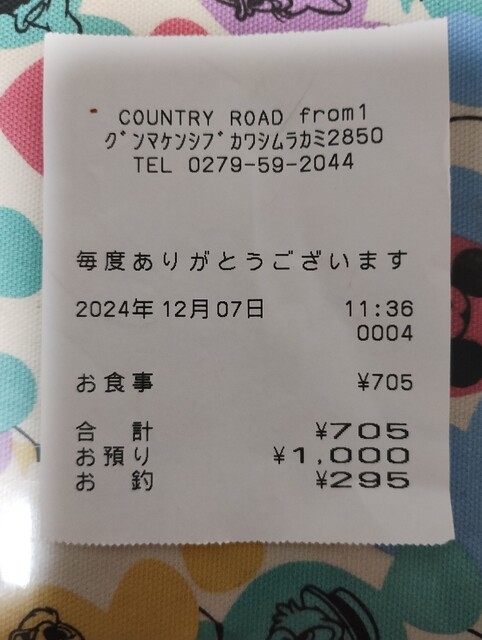 COUNTRY ROAD from1
グンマケンシブカワシムラカミ2850
TEL 0279-59-2044
毎度ありがとうございます
2024年12月07日 11:36
0004
お食事 ¥705
合 計 ¥705
お預り ¥1,000
お 釣 ¥295